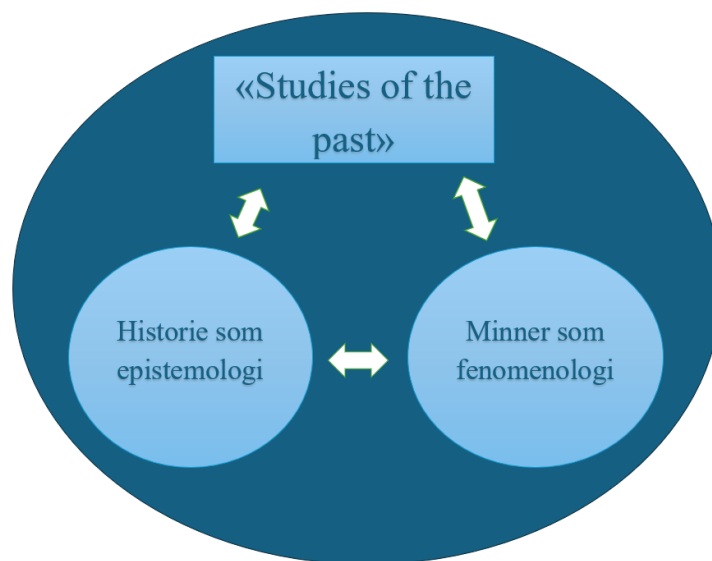 «Studies of the
past»
Historie som
epistemologi
Minner som
fenomenologi